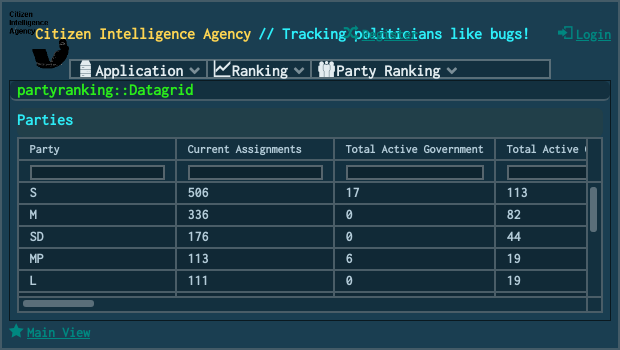 Citizen
Intelligence
Agency
Citizen Intelligence Agency // Tracking politicians like bugs!
Register
Login
Application
Ranking
Party Ranking
partyranking::Datagrid
Parties
Party Current Assignments Total Active Government Total Active
S 506 17 113
M 336 0 82
SD 176 0 44
MP 113 6 19
L 111 0 19
Main View